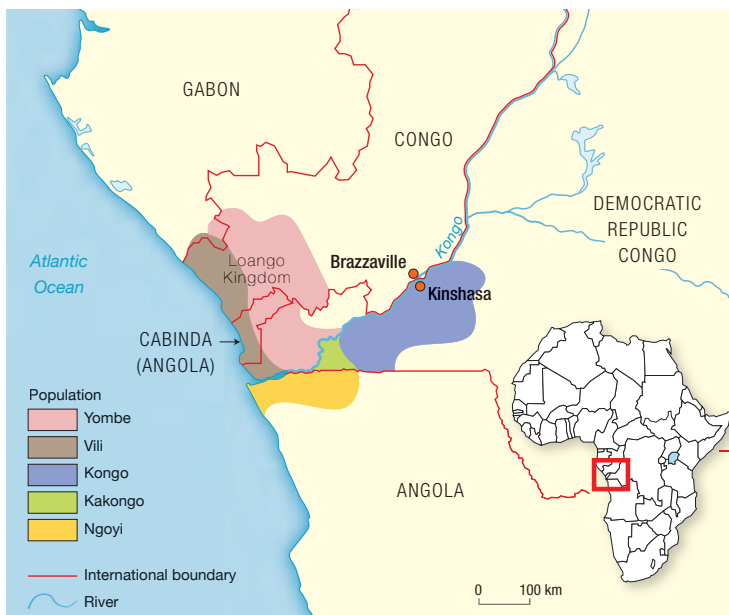 GABON
CONGO
DEMOCRATIC
REPUBLIC
CONGO
Kongo
Loango
Kingdom
Brazzaville
Kinshasa
Atlantic
Ocean
CABINDA
(ANGOLA)
Population
Yombe
Vili
Kongo
Kakongo
Ngoyi
ANGOLA
International boundary
River
0 100 km